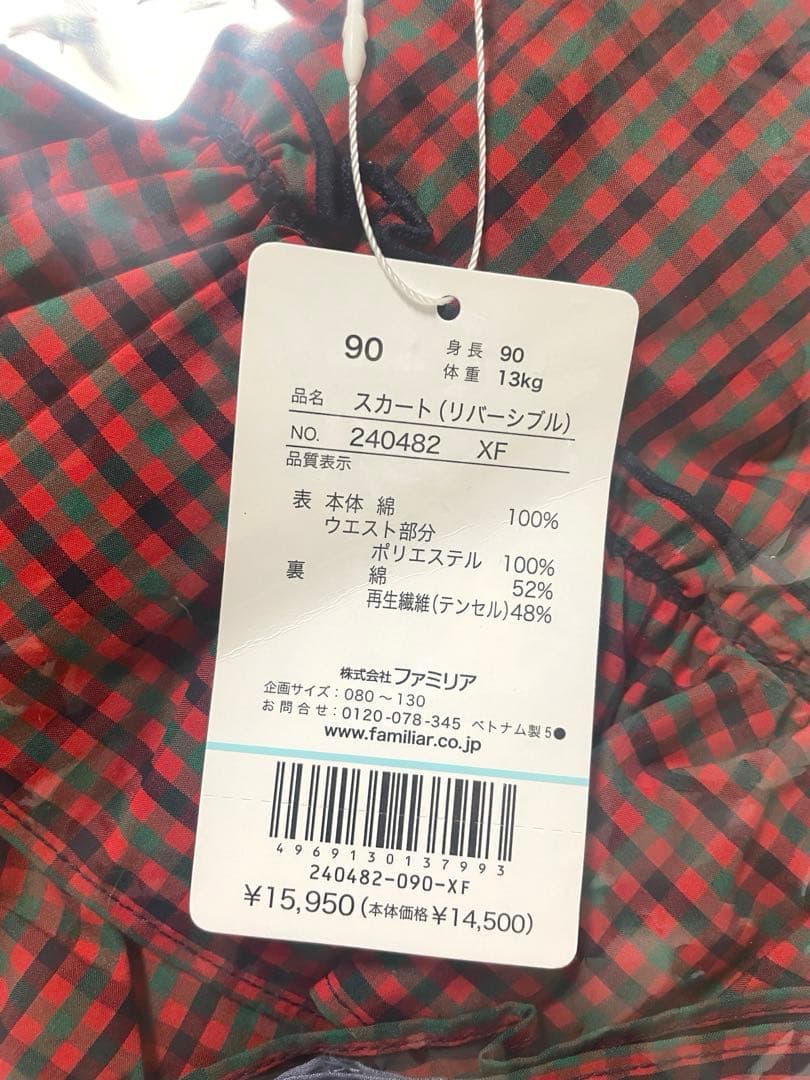 90 身長 90
体重 13kg
品名 スカート(リバーシブル)
NO. 240482 XF
品質表示
表 本体 綿 100%
ウエスト部分
ポリエステル 100%
裏 綿 52%
再生繊維(テンセル)48%
株式会社ファミリア
企画サイズ:080〜130
お問合せ:0120-078-345 ベトナム製5●
www.familiar.co.jp
4969130137993
240482-090-XF
¥15,950(本体価格¥14,500)